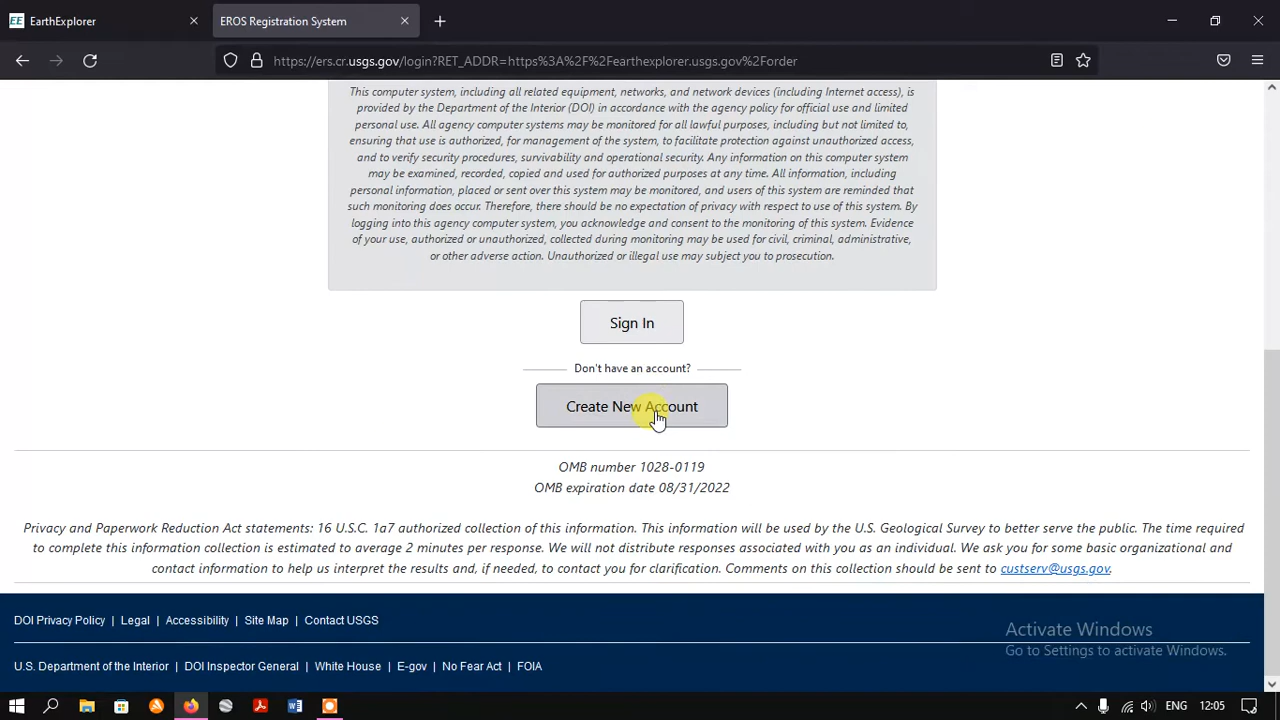 EarthExplorer
EROS Registration System
https://ers.cr.usgs.gov/login?RET_ADDR=https%3A%2F%2Fearthexplorer.usgs.gov%2Forder
This computer system, including all related equipment, networks, and network devices (including Internet access), is
provided by the Department of the Interior (DOI) in accordance with the agency policy for official use and limited
personal use. All agency computer systems may be monitored for all lawful purposes, including but not limited to,
ensuring that use is authorized, for management of the system, to facilitate protection against unauthorized access,
and to verify security procedures, survivability and operational security. Any information on this computer system
may be examined, recorded, copied and used for authorized purposes at any time. All information, including
personal information, placed or sent over this system may be monitored, and users of this system are reminded that
such monitoring does occur. Therefore, there should be no expectation of privacy with respect to use of this system. By
logging into this agency computer system, you acknowledge and consent to the monitoring of this system. Evidence
of your use, authorized or unauthorized, collected during monitoring may be used for civil, criminal, administrative,
or other adverse action. Unauthorized or illegal use may subject you to prosecution.
Sign In
Don't have an account?
Create New Account
OMB number 1028-0119
OMB expiration date 08/31/2022
Privacy and Paperwork Reduction Act statements: 16 U.S.C. 1a7 authorized collection of this information. This information will be used by the U.S. Geological Survey to better serve the public. The time required
to complete this information collection is estimated to average 2 minutes per response. We will not distribute responses associated with you as an individual. We ask you for some basic organizational and
contact information to help us interpret the results and, if needed, to contact you for clarification. Comments on this collection should be sent to custserv@usgs.gov.
DOI Privacy Policy | Legal | Accessibility | Site Map | Contact USGS
U.S. Department of the Interior | DOI Inspector General | White House | E-gov | No Fear Act | FOIA
Activate Windows
Go to Settings to activate Windows.
ENG 12:05